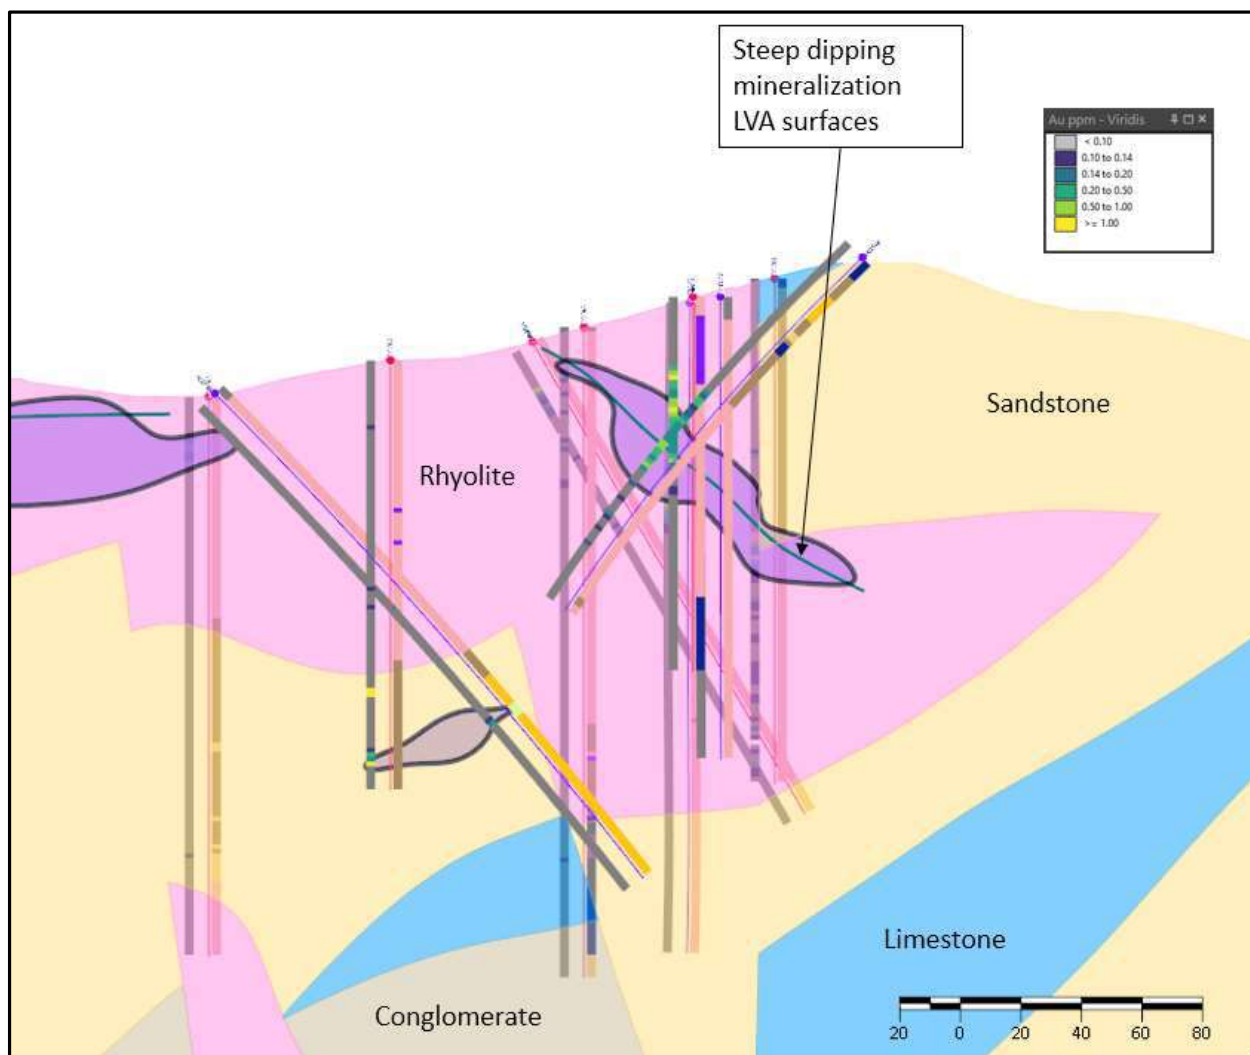 Steep dipping
mineralization
LVA surfaces
Au ppm - Viridis
< 0.10
0.10 to 0.14
0.14 to 0.20
0.20 to 0.50
0.50 to 1.00
>= 1.00
Sandstone
Rhyolite
Limestone
Conglomerate
20 0 20 40 60 80